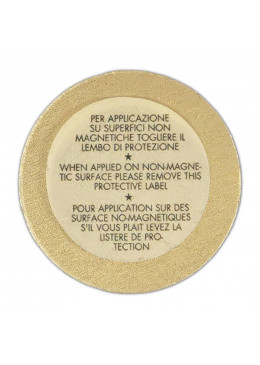 PER APPLICAZIONE
SU SUPERFICI NON
MAGNETICHE TOGLIERE IL
LEMBO DI PROTEZIONE
★
WHEN APPLIED ON NON-MAGNE-
TIC SURFACE PLEASE REMOVE THIS
PROTECTIVE LABEL
★
POUR APPLICATION SUR DES
SURFACE NO-MAGNETIQUES
S'IL VOUS PLAIT LEVEZ LA
LISTERE DE PRO-
TECTION